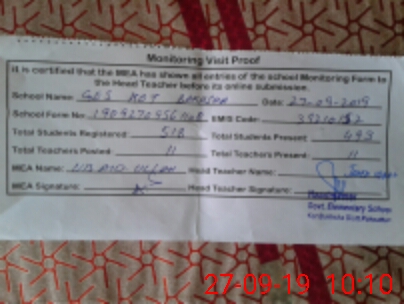 Monitoring Visit Proof
It is certified that the MEA has shown all entries of the school Monitoring Form to
the Head Teacher before its online submission.
School Name: GES KOT Date: 27-09-2019
School Form No: EMIS Code:
Total Students Registered: 518 Total Students Present: 493
Total Teachers Posted: 11 Total Teachers Present: 11
MEA Name: Head Teacher Name:
MEA Signature: Head Teacher Signature:
Govt. Elementary School
27-09-19 10.10